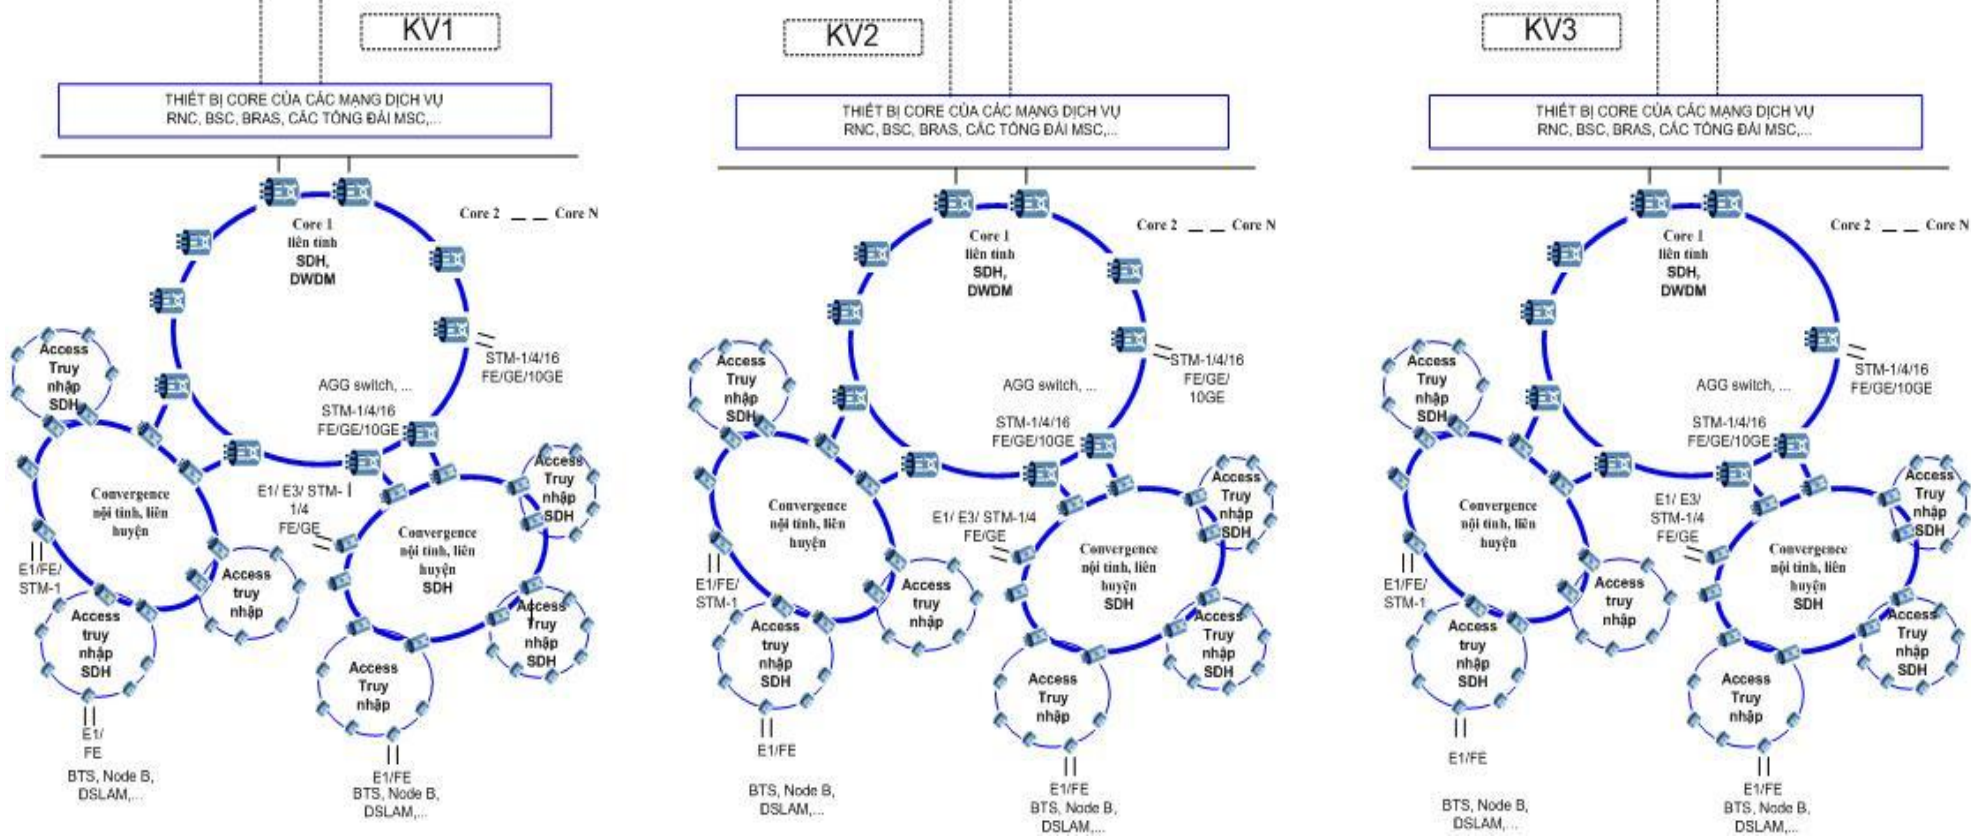 KV1
THIẾT BỊ CORE CỦA CÁC MẠNG DỊCH VỤ
RNC, BSC, BRAS, CÁC TỔNG ĐÀI MSC,...
Core 1
liên tỉnh
SDH,
DWDM
Core 2 _ _ Core N
STM-1/4/16
FE/GE/10GE
AGG switch, ...
STM-1/4/16
FE/GE/10GE
Access
Truy
nhập
SDH
Convergence
nội tỉnh, liên
huyện
E1/ E3/ STM-
1/4
FE/GE
Access
Truy
nhập
SDH
Convergence
nội tỉnh, liên
huyện
SDH
E1/FE/
STM-1
Access
truy
nhập
Access
truy
nhập
SDH
Access
Truy
nhập
SDH
Access
Truy
nhập
E1/
FE
BTS, Node B,
DSLAM,...
E1/FE
BTS, Node B,
DSLAM,...
KV2
THIẾT BỊ CORE CỦA CÁC MẠNG DỊCH VỤ
RNC, BSC, BRAS, CÁC TỔNG ĐÀI MSC,...
Core 1
liên tỉnh
SDH,
DWDM
Core 2 _ _ Core N
STM-1/4/16
FE/GE/
10GE
AGG switch, ...
STM-1/4/16
FE/GE/10GE
Access
Truy
nhập
SDH
Convergence
nội tỉnh, liên
huyện
E1/ E3/ STM-1/4
FE/GE
Access
Truy
nhập
SDH
Convergence
nội tỉnh, liên
huyện
SDH
E1/FE/
STM-1
Access
truy
nhập
Access
truy
nhập
SDH
Access
Truy
nhập
SDH
Access
Truy
nhập
E1/FE
BTS, Node B,
DSLAM,...
E1/FE
BTS, Node B,
DSLAM,...
KV3
THIẾT BỊ CORE CỦA CÁC MẠNG DỊCH VỤ
RNC, BSC, BRAS, CÁC TỔNG ĐÀI MSC,...
Core 1
liên tỉnh
SDH,
DWDM
Core 2 _ _ Core N
STM-1/4/16
FE/GE/10GE
AGG switch, ...
STM-1/4/16
FE/GE/10GE
Access
Truy
nhập
SDH
Convergence
nội tỉnh, liên
huyện
E1/ E3/
STM-1/4
FE/GE
Access
Truy
nhập
SDH
Convergence
nội tỉnh, liên
huyện
SDH
E1/FE/
STM-1
Access
truy
nhập
Access
truy
nhập
SDH
Access
Truy
nhập
SDH
Access
Truy
nhập
E1/FE
BTS, Node B,
DSLAM,...
E1/FE
BTS, Node B,
DSLAM,...